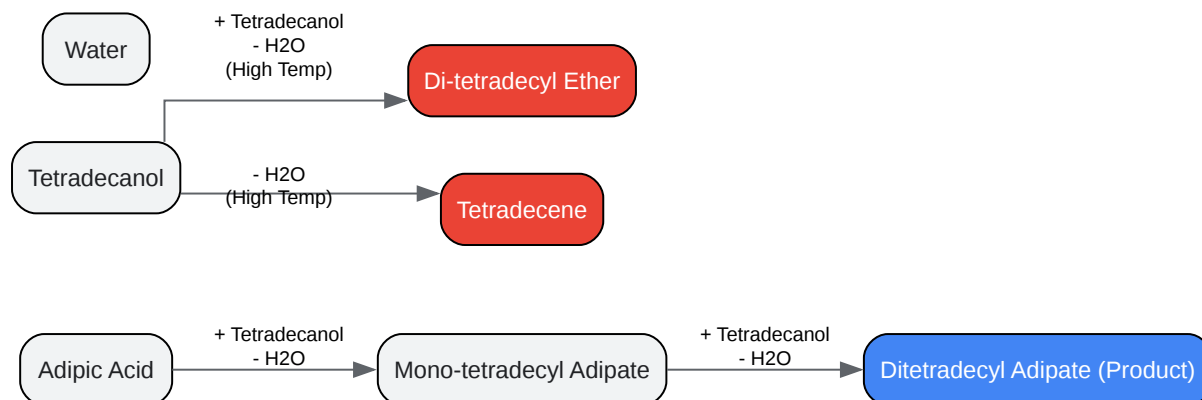 Water
+ Tetradecanol
- H2O
(High Temp)
Di-tetradecyl Ether
Tetradecanol
- H2O
(High Temp)
Tetradecene
Adipic Acid
+ Tetradecanol
- H2O
Mono-tetradecyl Adipate
+ Tetradecanol
- H2O
Ditetradecyl Adipate (Product)